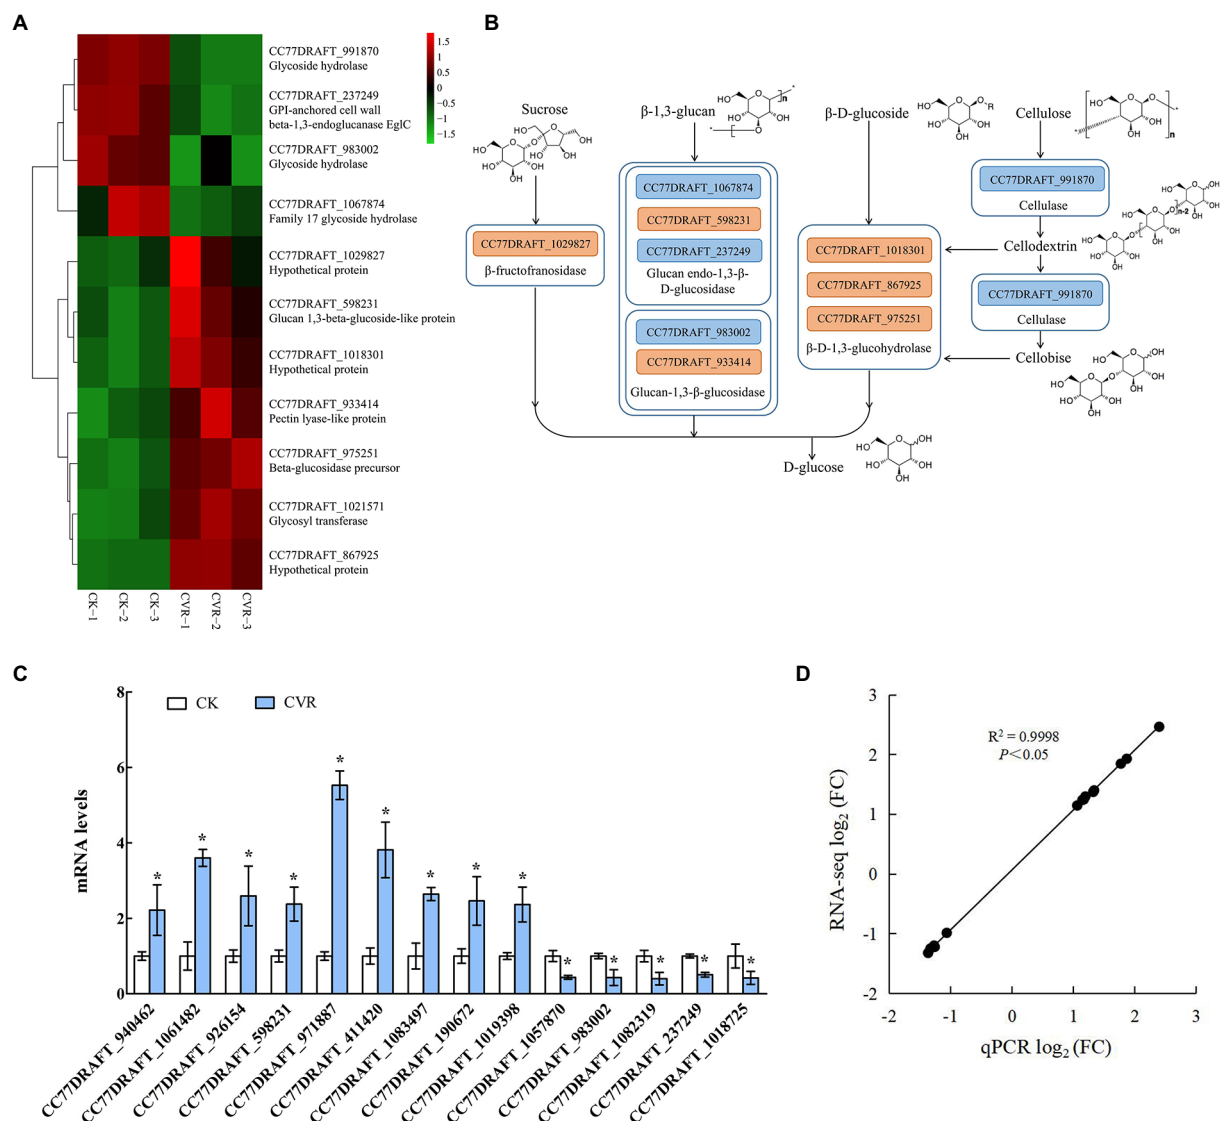 A
CC77DRAFT_991870
Glycoside hydrolase
CC77DRAFT_237249
GPI-anchored cell wall
beta-1,3-endoglucanase EglC
CC77DRAFT_983002
Glycoside hydrolase
CC77DRAFT_1067874
Family 17 glycoside hydrolase
CC77DRAFT_1029827
Hypothetical protein
CC77DRAFT_598231
Glucan 1,3-beta-glucoside-like protein
CC77DRAFT_1018301
Hypothetical protein
CC77DRAFT_933414
Pectin lyase-like protein
CC77DRAFT_975251
Beta-glucosidase precursor
CC77DRAFT_1021571
Glycosyl transferase
CC77DRAFT_867925
Hypothetical protein
1.5
1
0.5
0
−0.5
−1
−1.5
CK−1
CK−2
CK−3
CVR−1
CVR−2
CVR−3
B
Sucrose
β-1,3-glucan
β-D-glucoside
Cellulose
CC77DRAFT_1029827
β-fructofranosidase
CC77DRAFT_1067874
CC77DRAFT_598231
CC77DRAFT_237249
Glucan endo-1,3-β-
D-glucosidase
CC77DRAFT_983002
CC77DRAFT_933414
Glucan-1,3-β-glucosidase
CC77DRAFT_1018301
CC77DRAFT_867925
CC77DRAFT_975251
β-D-1,3-glucohydrolase
CC77DRAFT_991870
Cellulase
Cellodextrin
CC77DRAFT_991870
Cellulase
Cellobise
D-glucose
C
CK
CVR
mRNA levels
8
6
4
2
0
* * * * * * * * * * * * * *
CC77DRAFT_940462
CC77DRAFT_1061482
CC77DRAFT_926154
CC77DRAFT_598231
CC77DRAFT_971887
CC77DRAFT_411420
CC77DRAFT_1083497
CC77DRAFT_190672
CC77DRAFT_1019398
CC77DRAFT_1057870
CC77DRAFT_983002
CC77DRAFT_1082319
CC77DRAFT_237249
CC77DRAFT_1018725
D
R² = 0.9998
P＜0.05
RNA-seq log₂ (FC)
3
2
1
0
-1
-2
-2 -1 0 1 2 3
qPCR log₂ (FC)